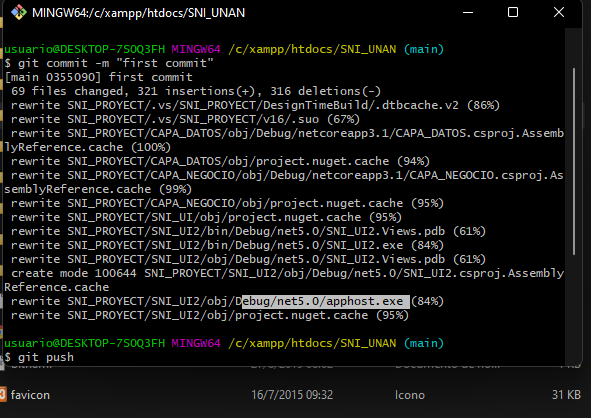 MINGW64:/c/xampp/htdocs/SNI_UNAN
usuario@DESKTOP-7SOQ3FH MINGW64 /c/xampp/htdocs/SNI_UNAN (main)
$ git commit -m "first commit"
[main 0355090] first commit
 69 files changed, 321 insertions(+), 316 deletions(-)
 rewrite SNI_PROYECT/.vs/SNI_PROYECT/DesignTimeBuild/.dtbcache.v2 (86%)
 rewrite SNI_PROYECT/.vs/SNI_PROYECT/v16/.suo (67%)
 rewrite SNI_PROYECT/CAPA_DATOS/obj/Debug/netcoreapp3.1/CAPA_DATOS.csproj.Assemb
lyReference.cache (100%)
 rewrite SNI_PROYECT/CAPA_DATOS/obj/project.nuget.cache (94%)
 rewrite SNI_PROYECT/CAPA_NEGOCIO/obj/Debug/netcoreapp3.1/CAPA_NEGOCIO.csproj.As
semblyReference.cache (99%)
 rewrite SNI_PROYECT/CAPA_NEGOCIO/obj/project.nuget.cache (95%)
 rewrite SNI_PROYECT/SNI_UI/obj/project.nuget.cache (95%)
 rewrite SNI_PROYECT/SNI_UI2/bin/Debug/net5.0/SNI_UI2.Views.pdb (61%)
 rewrite SNI_PROYECT/SNI_UI2/bin/Debug/net5.0/SNI_UI2.exe (84%)
 rewrite SNI_PROYECT/SNI_UI2/obj/Debug/net5.0/SNI_UI2.Views.pdb (61%)
 create mode 100644 SNI_PROYECT/SNI_UI2/obj/Debug/net5.0/SNI_UI2.csproj.Assembly
Reference.cache
 rewrite SNI_PROYECT/SNI_UI2/obj/Debug/net5.0/apphost.exe (84%)
 rewrite SNI_PROYECT/SNI_UI2/obj/project.nuget.cache (95%)
usuario@DESKTOP-7SOQ3FH MINGW64 /c/xampp/htdocs/SNI_UNAN (main)
$ git push
favicon 16/7/2015 09:32 Icono 31 KB